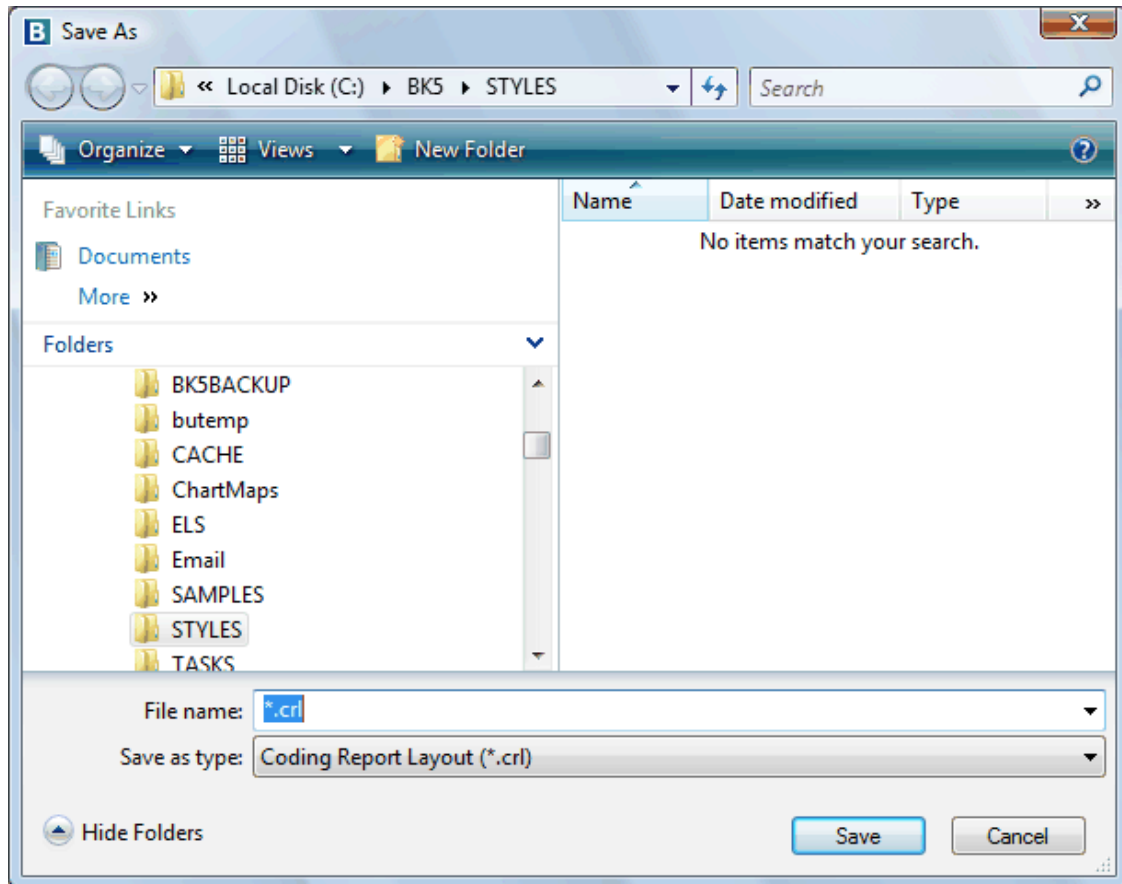 B Save As
X
« Local Disk (C:) ▸ BK5 ▸ STYLES Search
Organize Views New Folder ?
Favorite Links
Name Date modified Type »
No items match your search.
Documents
More »
Folders
BK5BACKUP
butemp
CACHE
ChartMaps
ELS
Email
SAMPLES
STYLES
TASKS
File name: *.crl
Save as type: Coding Report Layout (*.crl)
Hide Folders Save Cancel